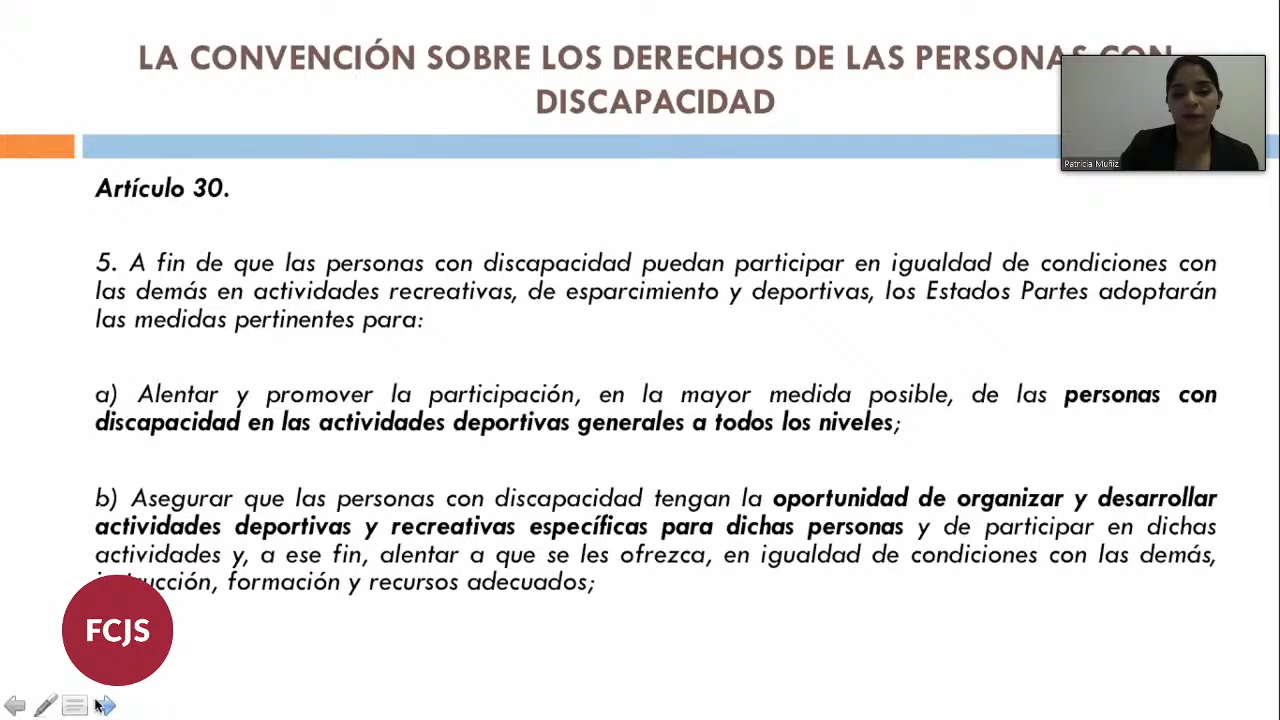 LA CONVENCIÓN SOBRE LOS DERECHOS DE LAS PERSONAS CON
DISCAPACIDAD
Patricia Muñiz
Artículo 30.
5. A fin de que las personas con discapacidad puedan participar en igualdad de condiciones con
las demás en actividades recreativas, de esparcimiento y deportivas, los Estados Partes adoptarán
las medidas pertinentes para:
a) Alentar y promover la participación, en la mayor medida posible, de las personas con
discapacidad en las actividades deportivas generales a todos los niveles;
b) Asegurar que las personas con discapacidad tengan la oportunidad de organizar y desarrollar
actividades deportivas y recreativas específicas para dichas personas y de participar en dichas
actividades y, a ese fin, alentar a que se les ofrezca, en igualdad de condiciones con las demás,
instrucción, formación y recursos adecuados;
FCJS